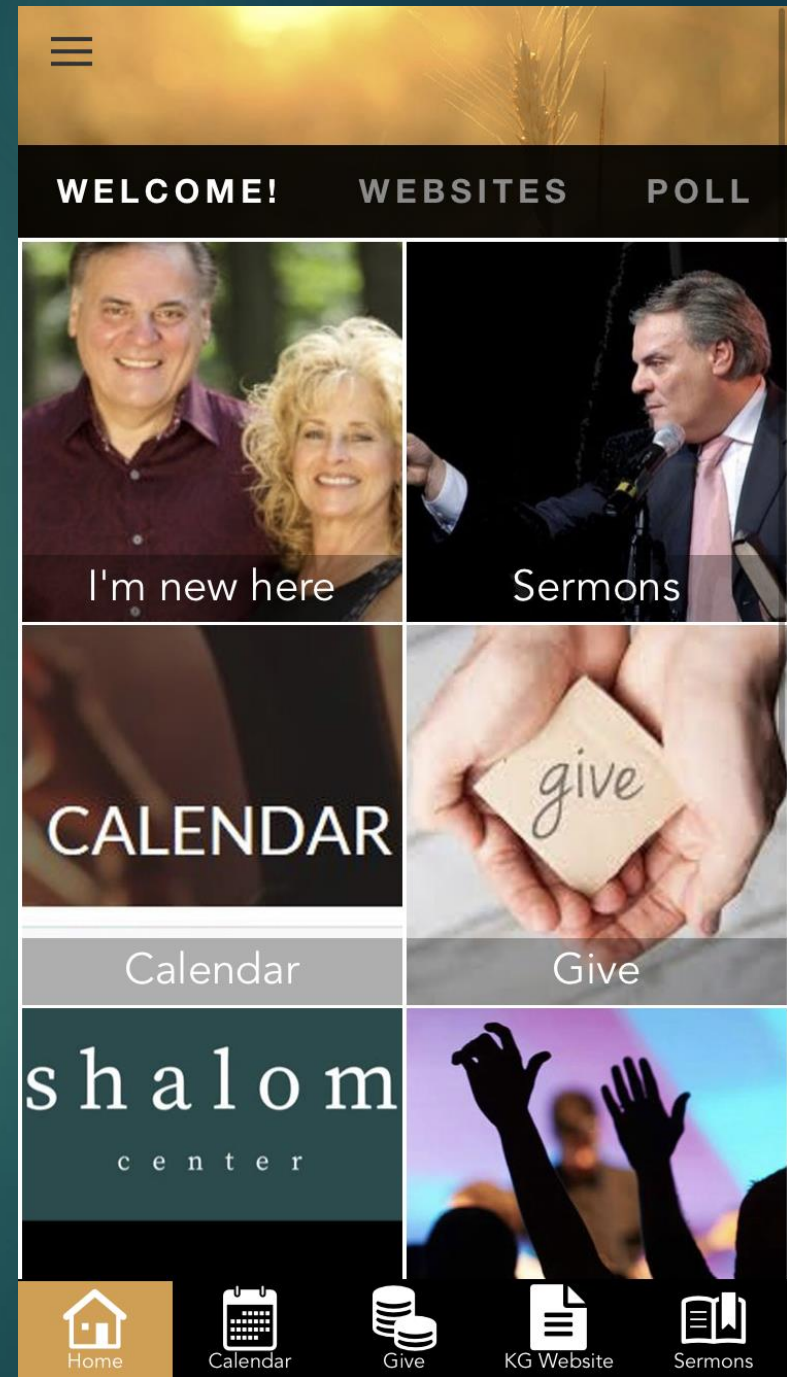 WELCOME! WEBSITES POLL
I'm new here
Sermons
CALENDAR
give
Calendar
Give
shalom
center
Home Calendar Give KG Website Sermons